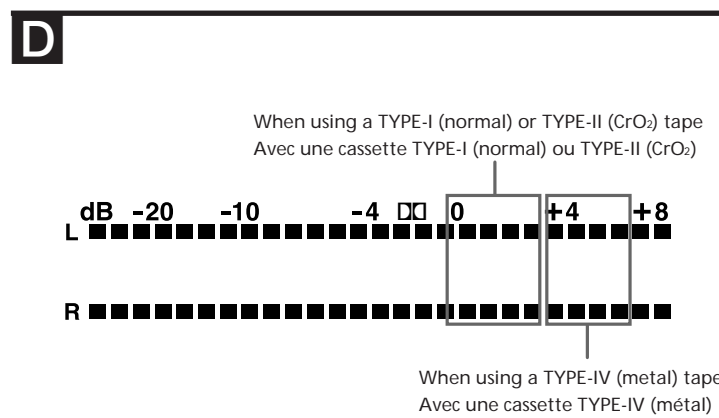 D
When using a TYPE-I (normal) or TYPE-II (CrO₂) tape
Avec une cassette TYPE-I (normal) ou TYPE-II (CrO₂)
dB -20 -10 -4 0 +4 +8
L
R
When using a TYPE-IV (metal) tape
Avec une cassette TYPE-IV (métal)